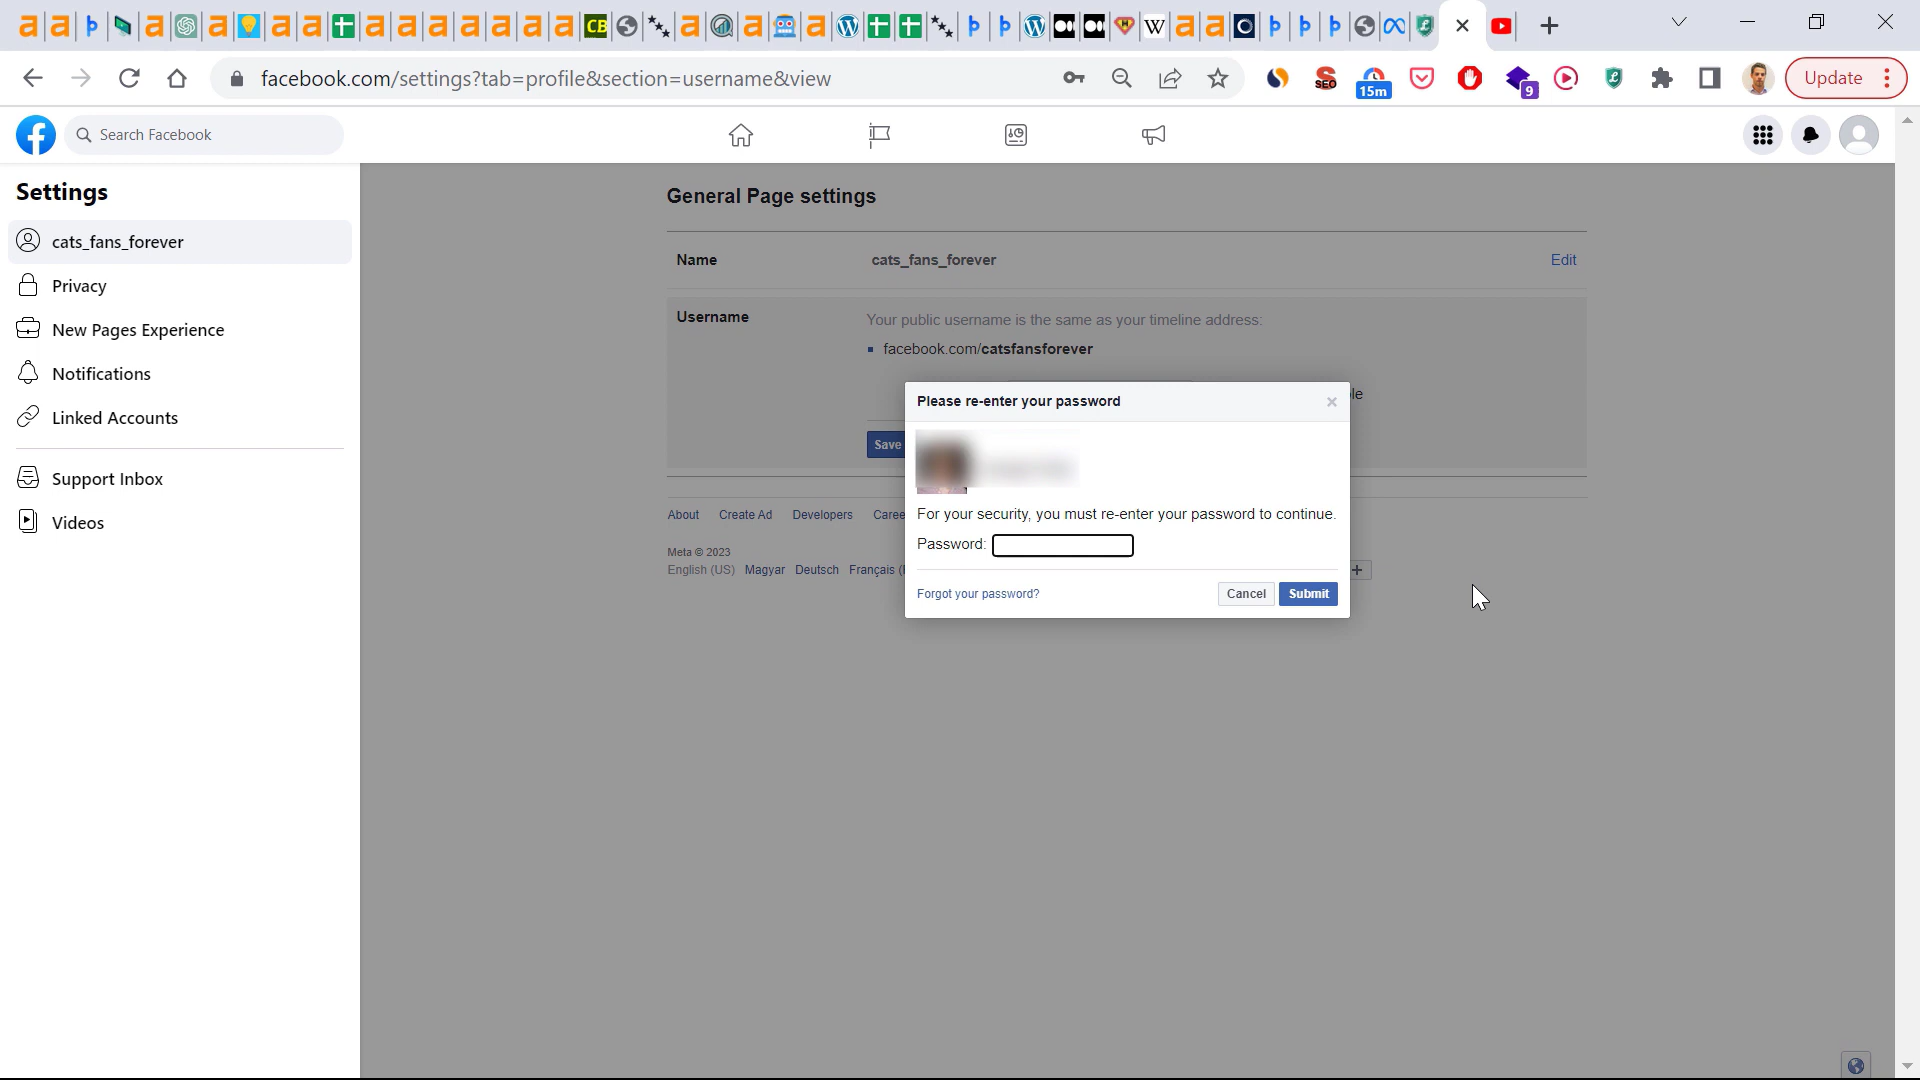 CB
W
facebook.com/settings?tab=profile&section=username&view
SEO
15m
9
Update
Search Facebook
Settings
cats_fans_forever
Privacy
New Pages Experience
Notifications
Linked Accounts
Support Inbox
Videos
General Page settings
Name cats_fans_forever Edit
Username Your public username is the same as your timeline address:
facebook.com/catsfansforever
Save
Please re-enter your password
For your security, you must re-enter your password to continue.
Password:
Forgot your password? Cancel Submit
About Create Ad Developers
Meta © 2023
English (US) Magyar Deutsch Français